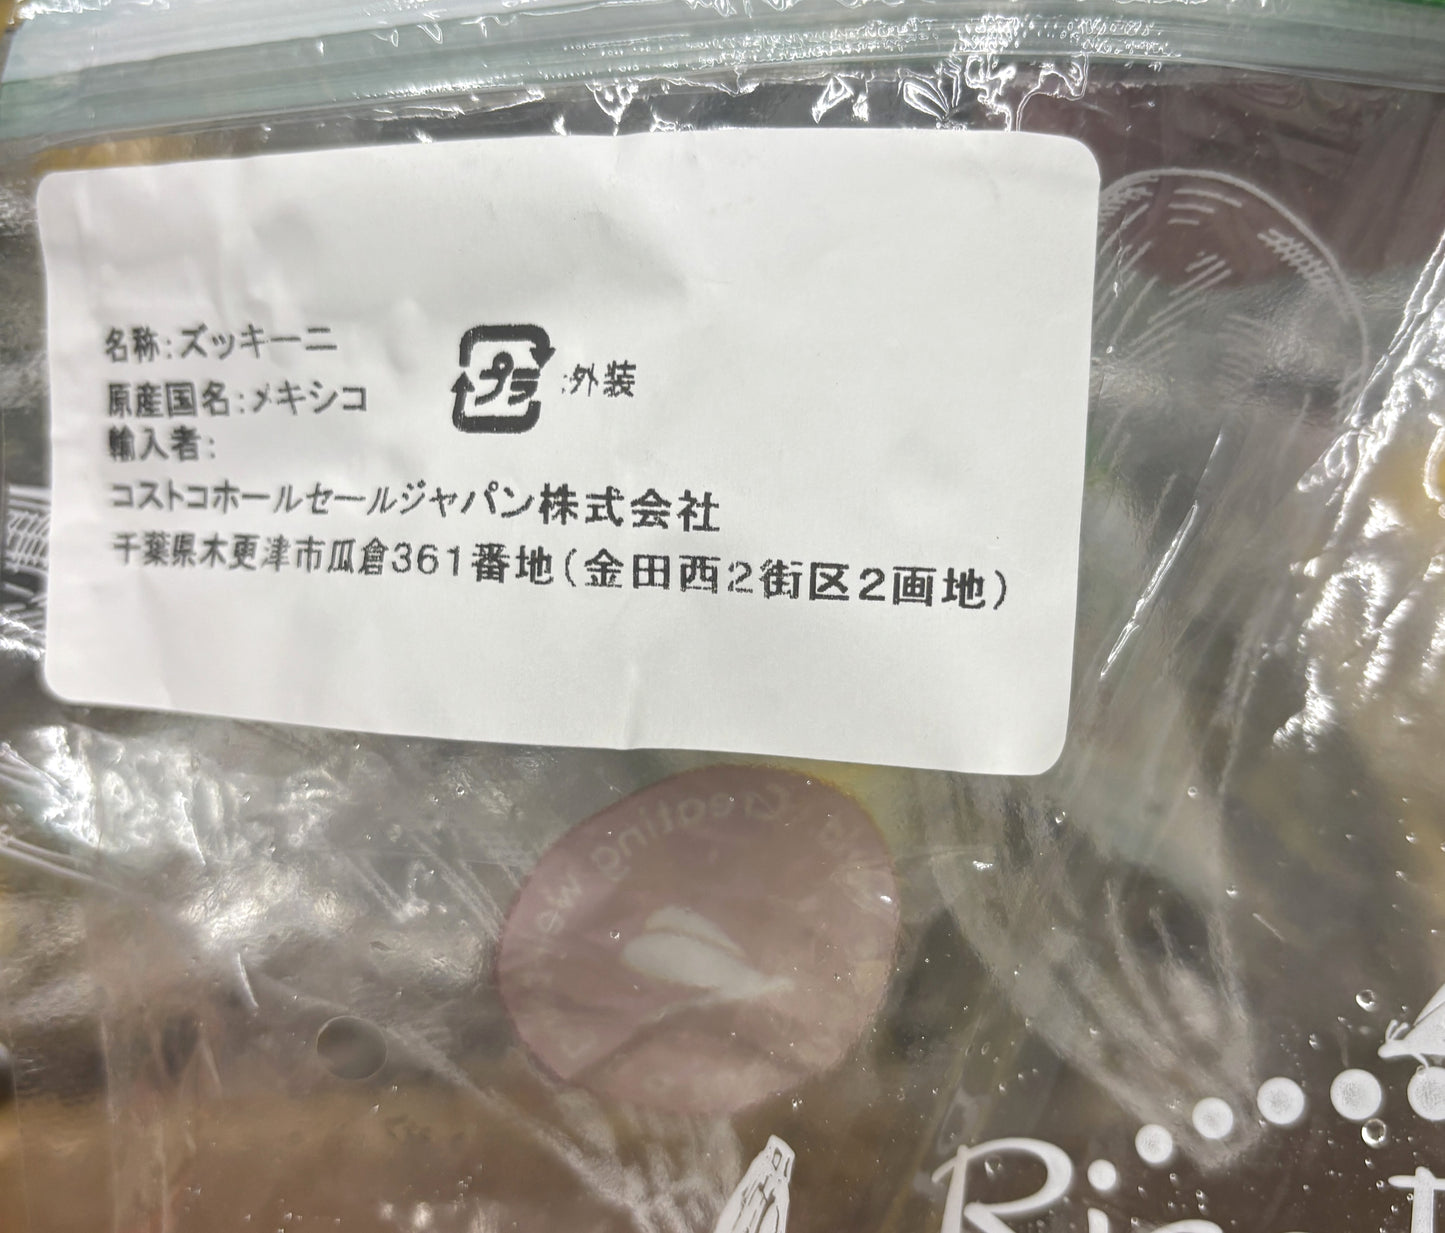 名称:ズッキーニ
原産国名:メキシコ
プラ:外装
輸入者:
コストコホールセールジャパン株式会社
千葉県木更津市瓜倉361番地(金田西2街区2画地)
Creating